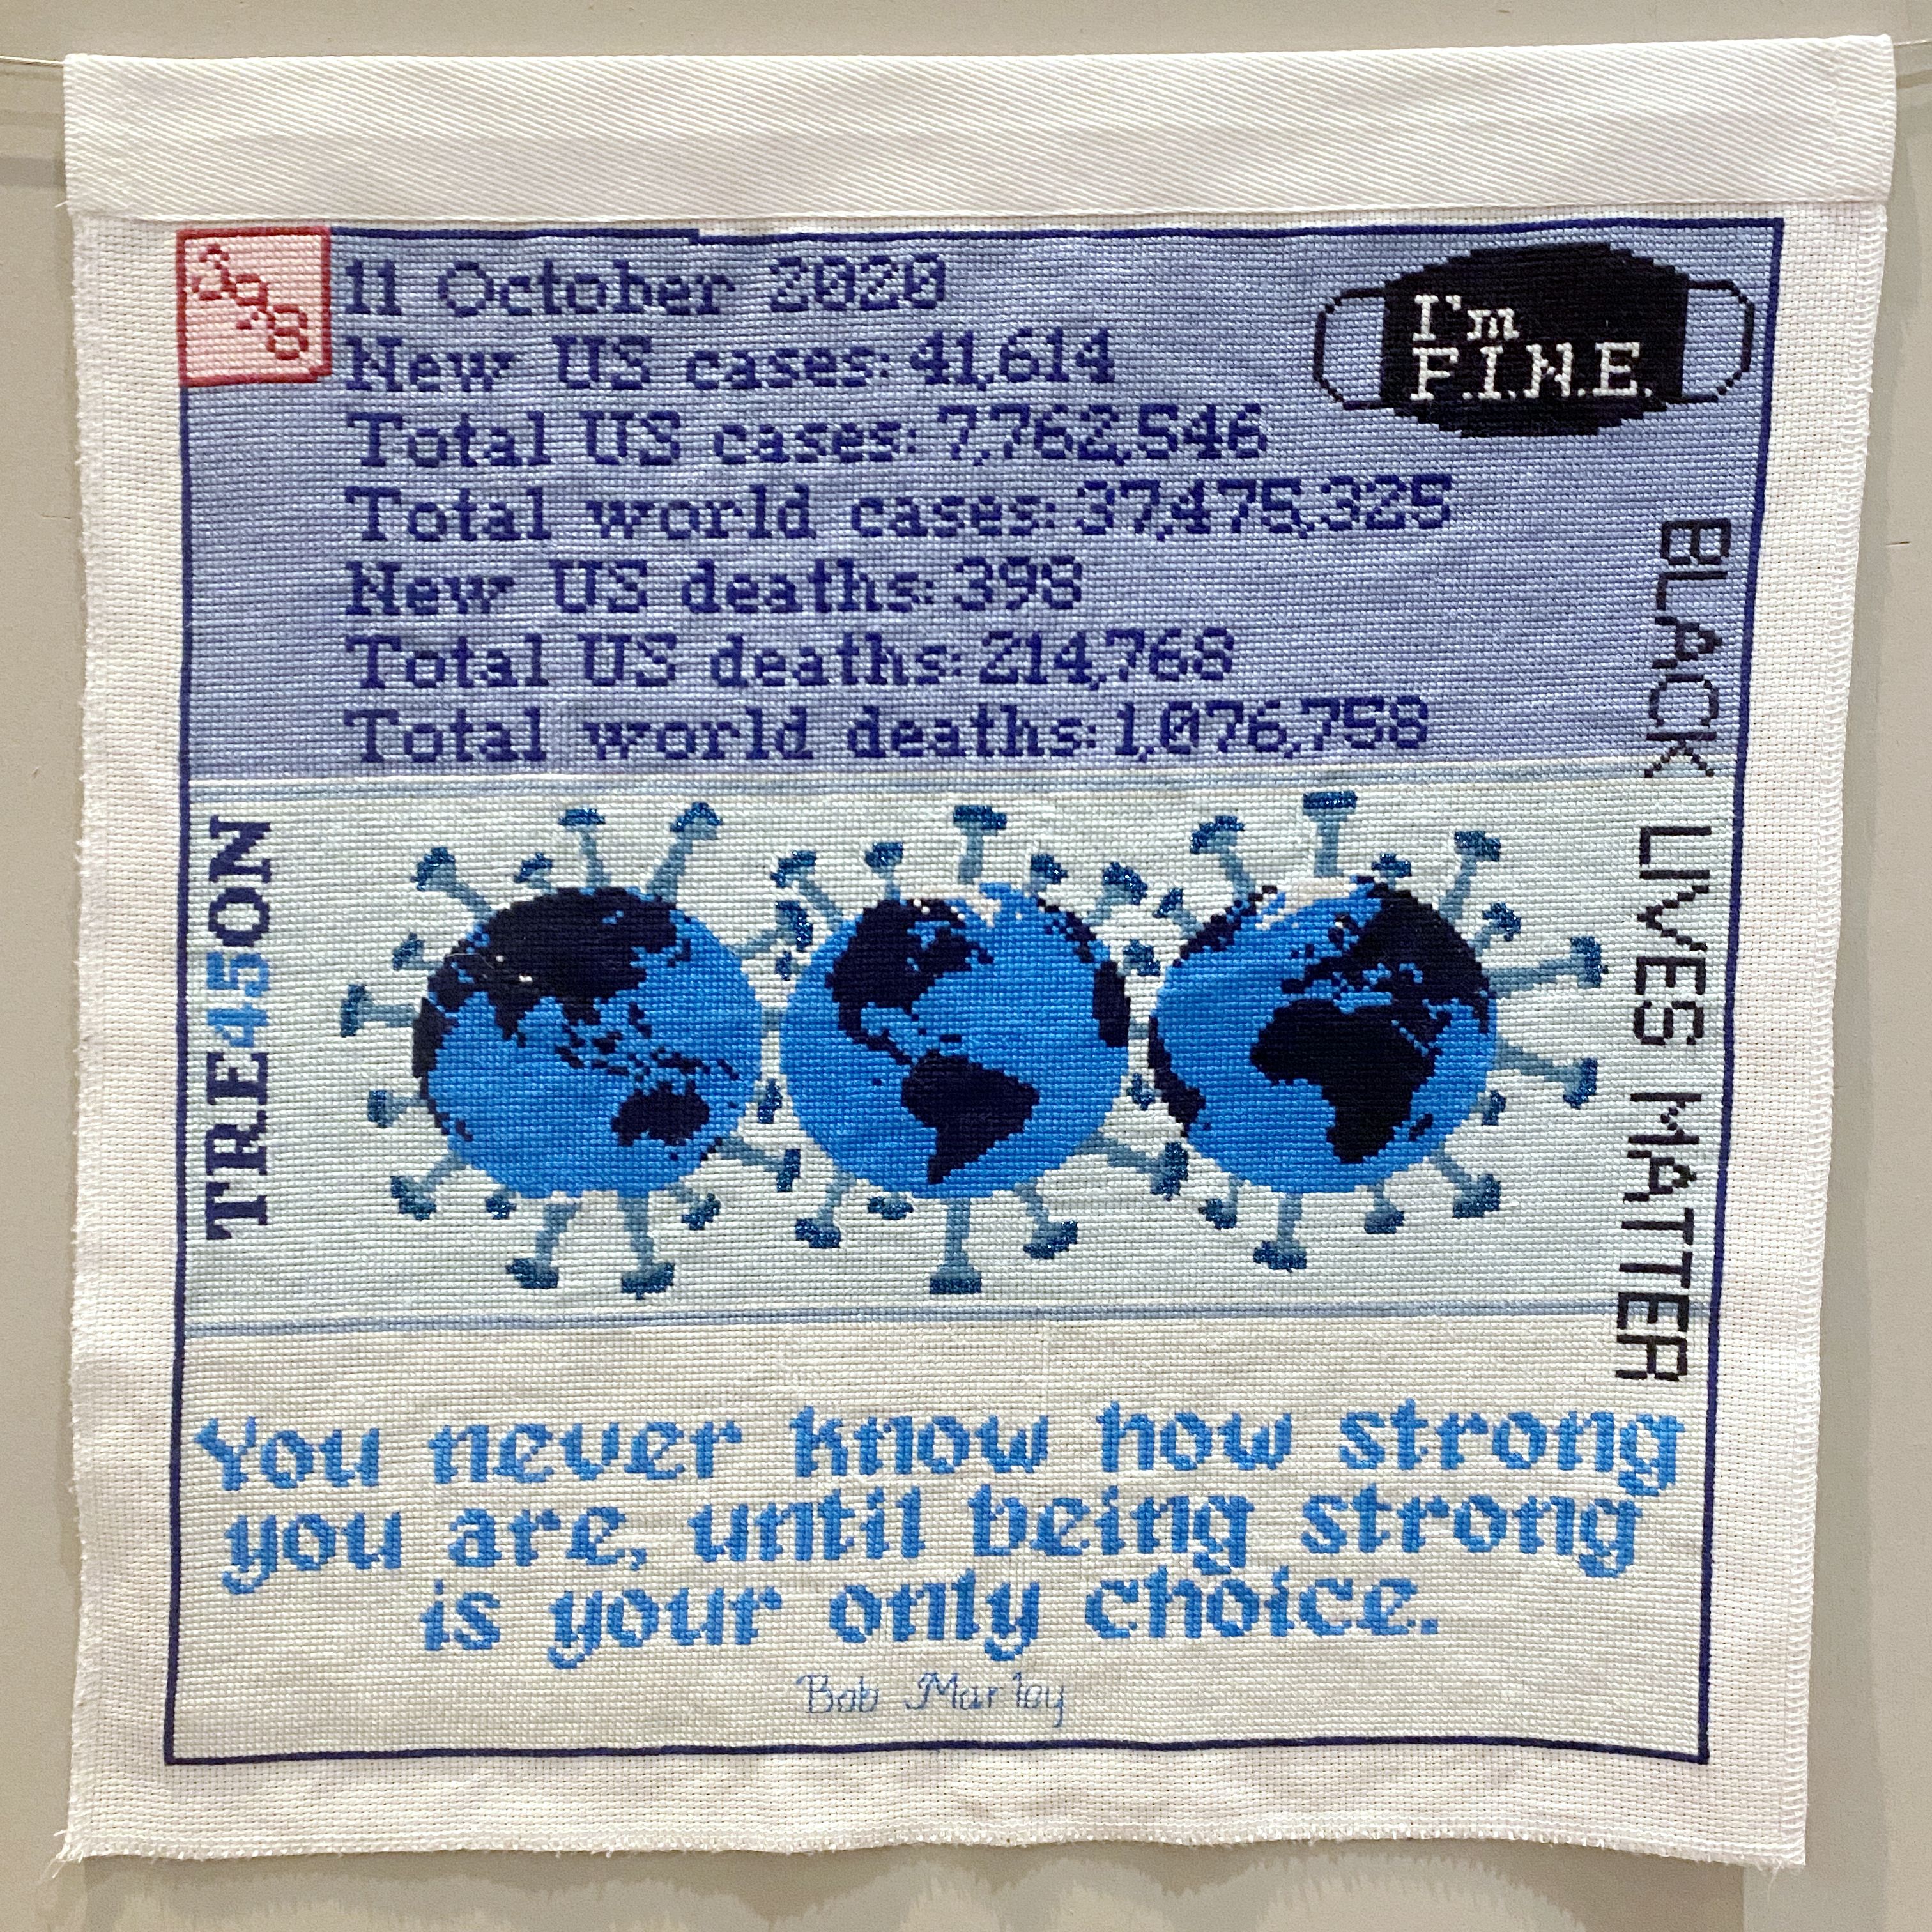 398
11 October 2020
New US cases: 41,614
Total US cases: 7,762,546
Total world cases: 37,475,325
New US deaths: 398
Total US deaths: 214,768
Total world deaths: 1,076,758
I'm
F.I.N.E.
TRE45ON
BLACK LIVES MATTER
You never know how strong
you are, until being strong
is your only choice.
Bob Marley